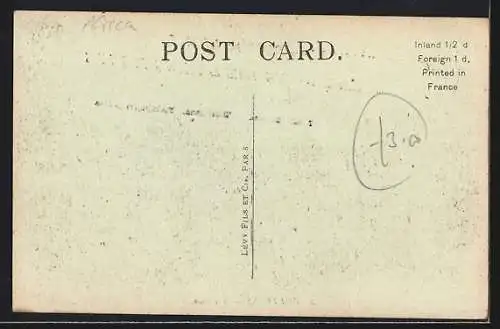 Africa
POST CARD.
Inland 1/2 d
Foreign 1 d.
Printed in
France
LÉVY FILS ET Cie, PARIS